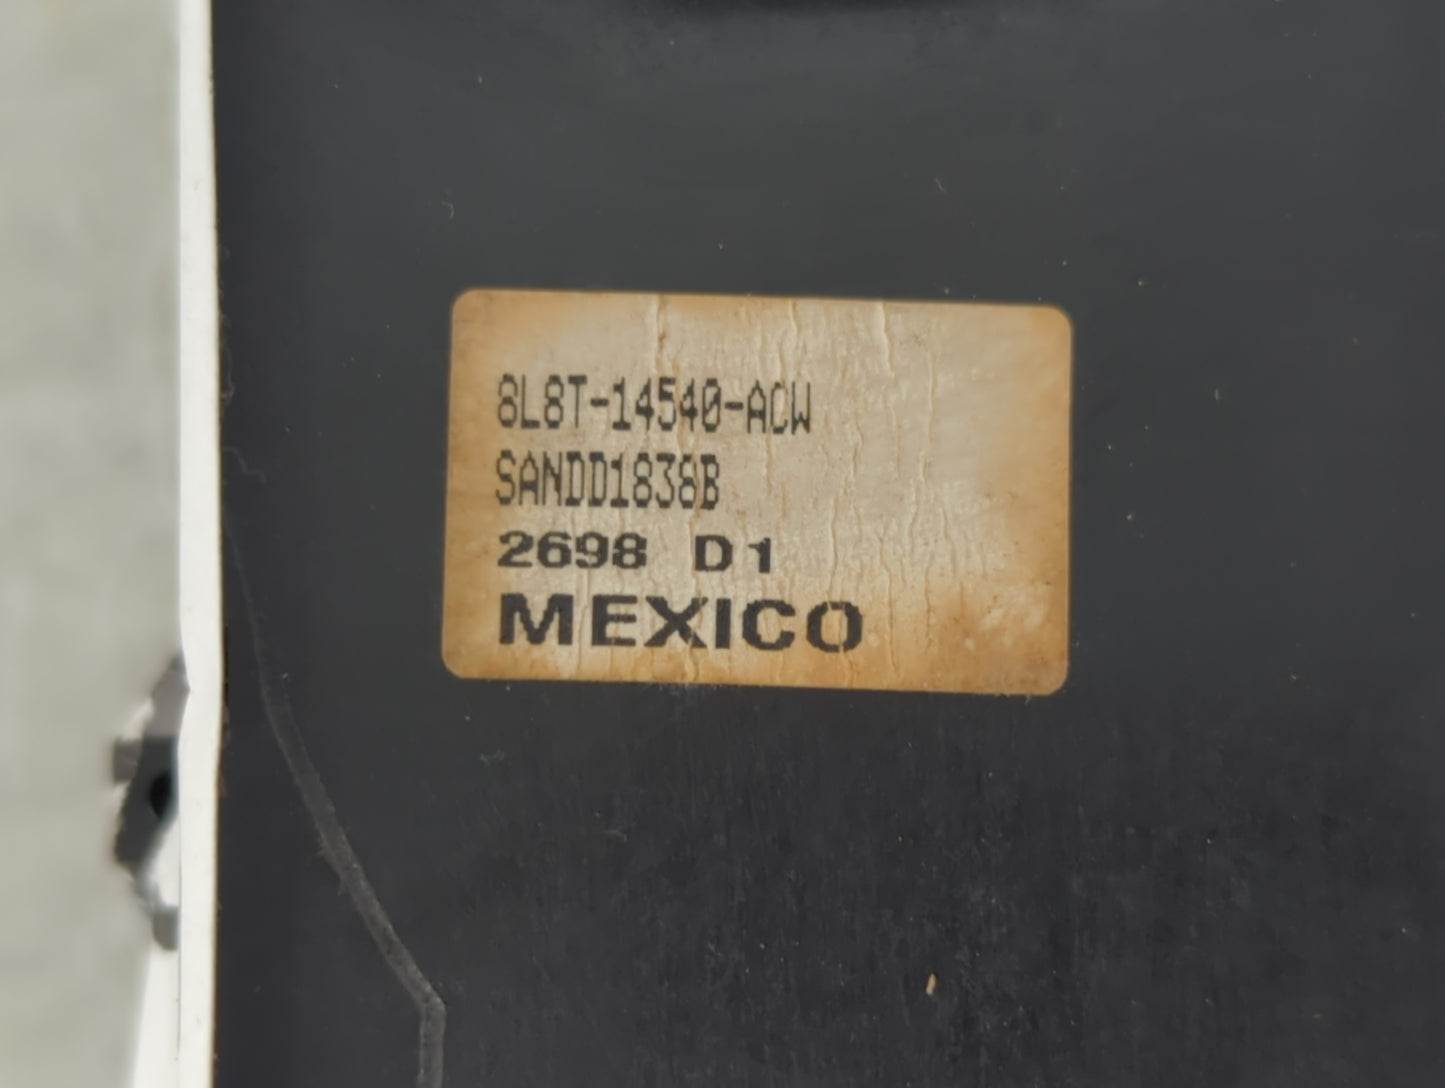 8L8T-14540-ACW
SANDD1838B
2698 D1
MEXICO